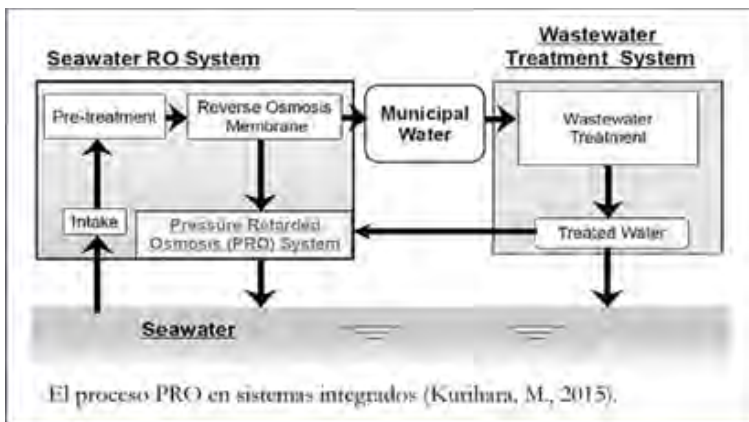 Seawater RO System
Wastewater
Treatment System
Pre-treatment
Reverse Osmosis
Membrane
Municipal
Water
Wastewater
Treatment
Intake
Pressure Retarded
Osmosis (PRO) System
Treated Water
Seawater
El proceso PRO en sistemas integrados (Kurihara, M., 2015).